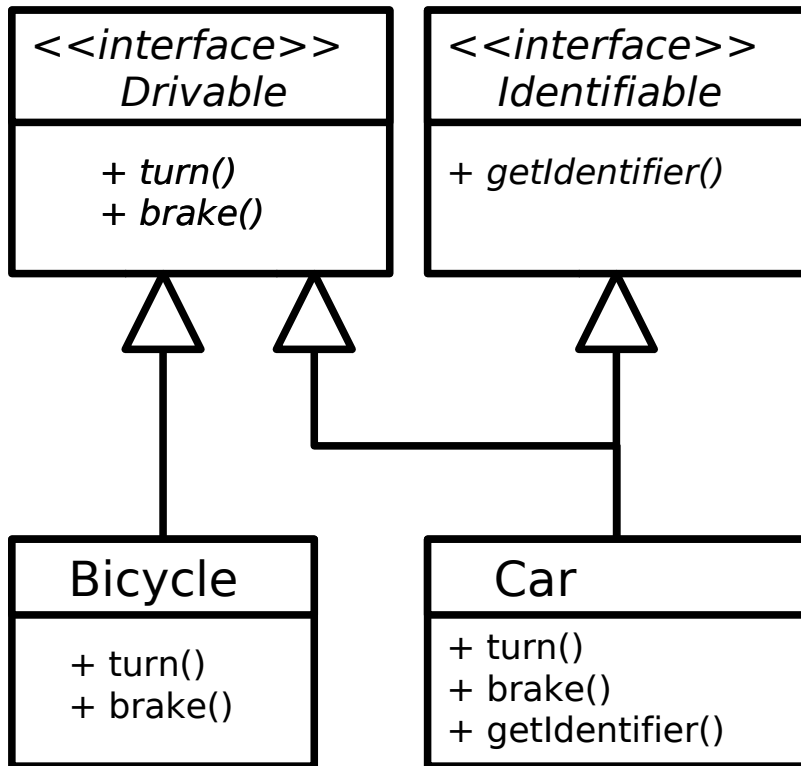 <<interface>>
Drivable
+ turn()
+ brake()
<<interface>>
Identifiable
+ getIdentifier()
Bicycle
+ turn()
+ brake()
Car
+ turn()
+ brake()
+ getIdentifier()